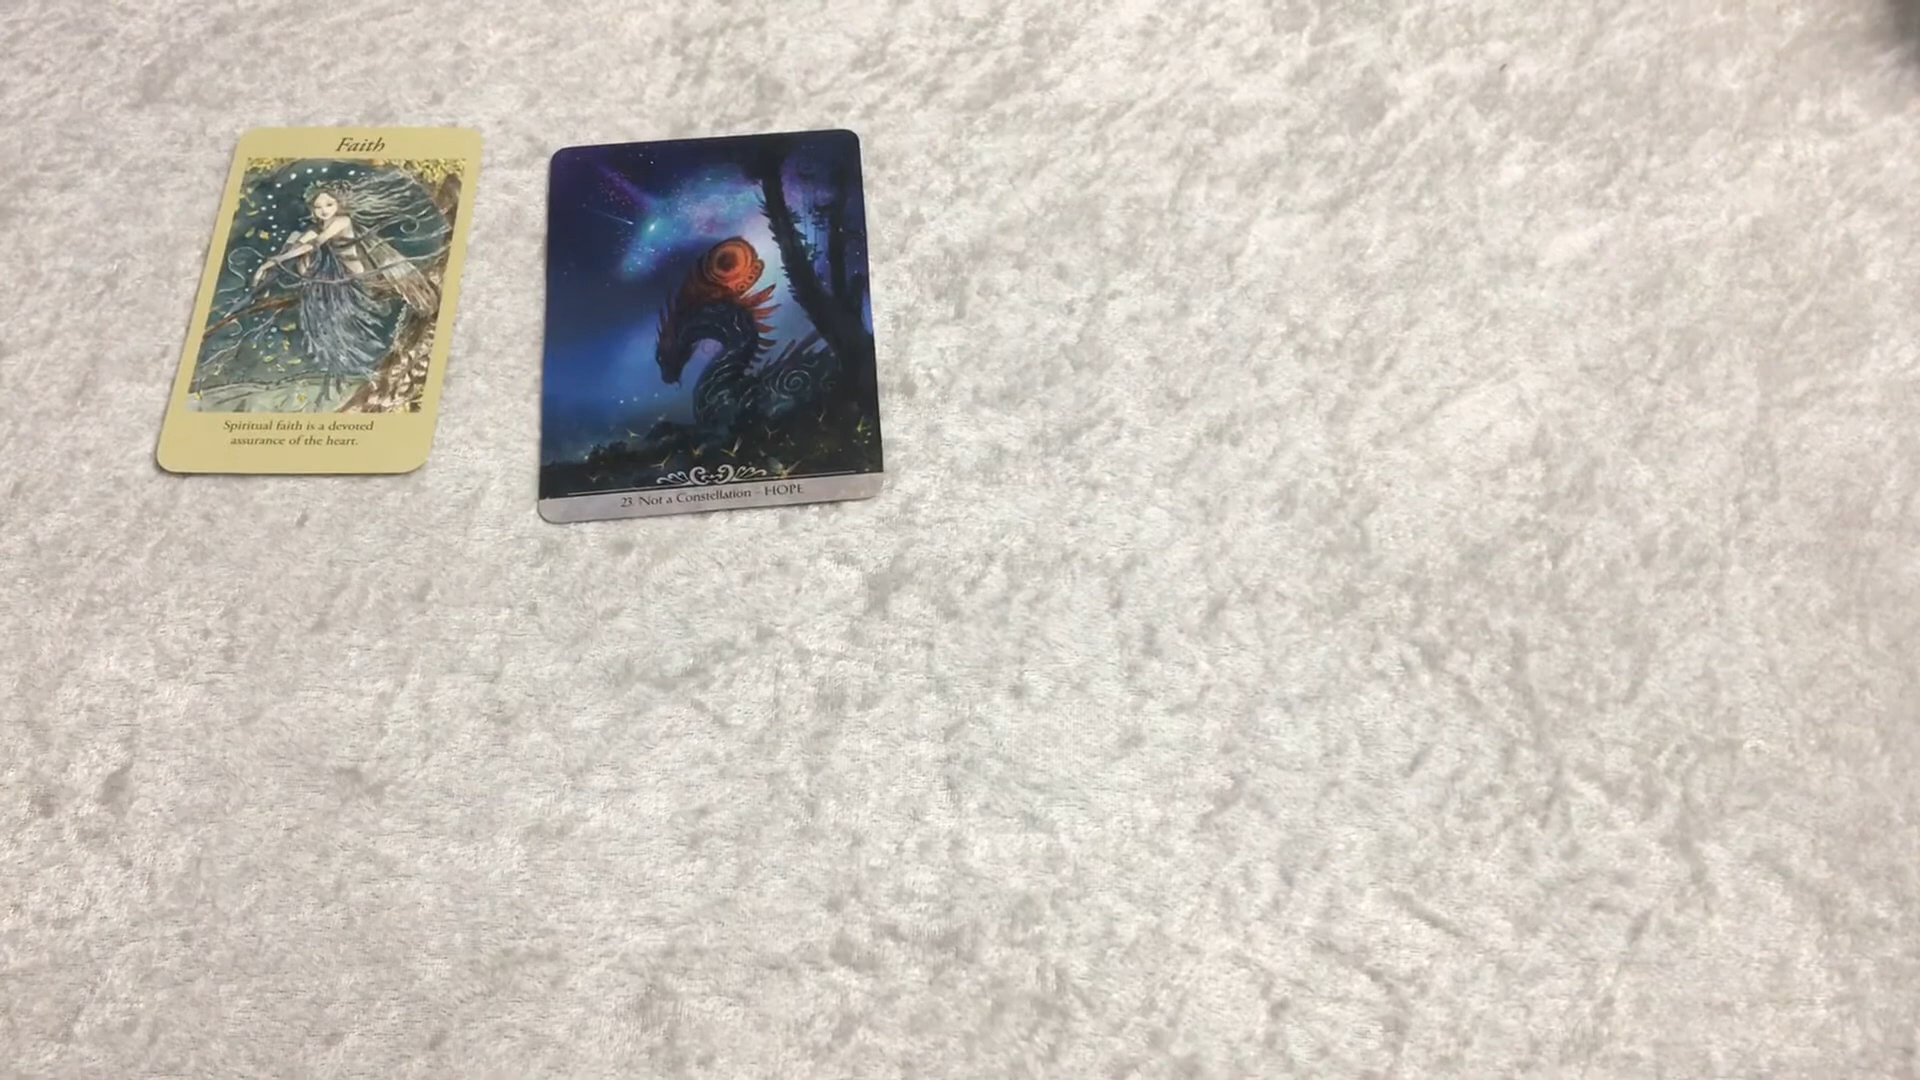 Faith
Spiritual faith is a devoted
assurance of the heart.
23 Not a Constellation - HOPE